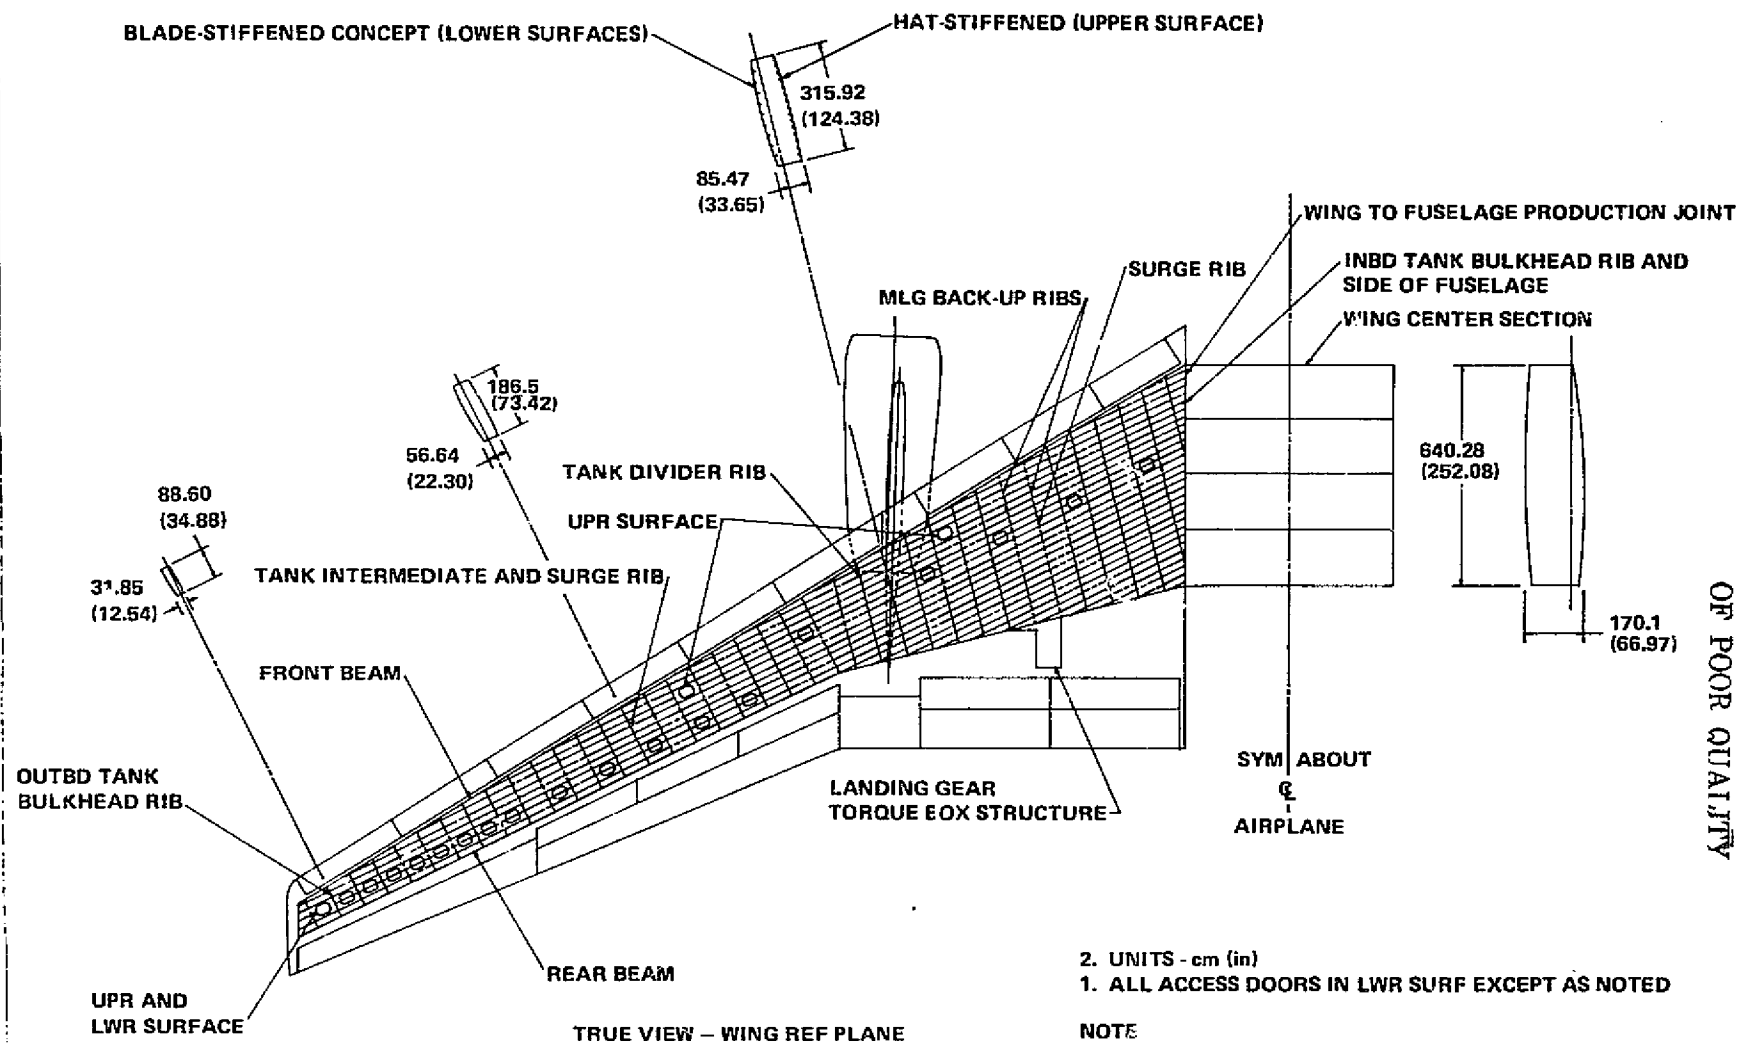 BLADE-STIFFENED CONCEPT (LOWER SURFACES)
HAT-STIFFENED (UPPER SURFACE)
315.92
(124.38)
85.47
(33.65)
WING TO FUSELAGE PRODUCTION JOINT
INBD TANK BULKHEAD RIB AND
SIDE OF FUSELAGE
SURGE RIB
MLG BACK-UP RIBS
WING CENTER SECTION
186.5
(73.42)
56.64
(22.30)
640.28
(252.08)
TANK DIVIDER RIB
88.60
(34.88)
UPR SURFACE
TANK INTERMEDIATE AND SURGE RIB
.85
(12.54)
170.1
(66.97)
OF POOR QUALITY
FRONT BEAM
OUTBD TANK
BULKHEAD RIB
LANDING GEAR
TORQUE EOX STRUCTURE
SYM ABOUT
℄
AIRPLANE
REAR BEAM
UPR AND
LWR SURFACE
2. UNITS - cm (in)
1. ALL ACCESS DOORS IN LWR SURF EXCEPT AS NOTED
TRUE VIEW – WING REF PLANE
NOTE